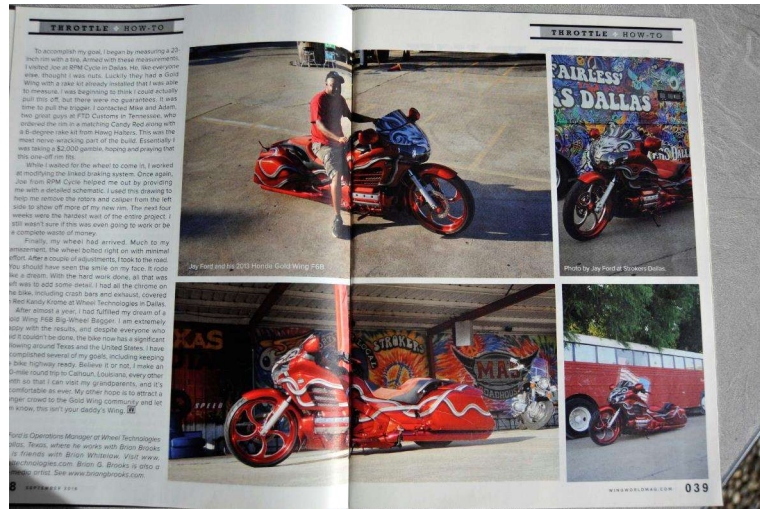 THROTTLE HOW-TO
To accomplish my goal, I began by measuring a 23-
inch rim with a tire. Armed with these measurements,
I visited Joe at RPM Cycle in Dallas. He, like everyone
else, thought I was nuts. Luckily they had a Gold
Wing with a rake kit already installed that I was able
to measure. I was beginning to think I could actually
pull this off, but there were no guarantees. It was
time to pull the trigger. I contacted Mike and Adam,
two great guys at FTD Customs in Tennessee, who
ordered the rim in a matching Candy Red along with
a 6-degree rake kit from Hawg Halters. This was the
most nerve-wracking part of the build. Essentially I
was taking a $2,000 gamble, hoping and praying that
this one-off rim fits.
While I waited for the wheel to come in, I worked
at modifying the linked braking system. Once again,
Joe from RPM Cycle helped me out by providing
me with a detailed schematic. I used this drawing to
help me remove the rotors and caliper from the left
side to show off more of my new rim. The next four
weeks were the hardest wait of the entire project. I
still wasn't sure if this was even going to work or be
a complete waste of money.
Finally, my wheel had arrived. Much to my
amazement, the wheel bolted right on with minimal
effort. After a couple of adjustments, I took to the road.
You should have seen the smile on my face. It rode
like a dream. With the hard work done, all that was
left was to add some detail. I had all the chrome on
the bike, including crash bars and exhaust, covered
Red Kandy Krome at Wheel Technologies in Dallas.
After almost a year, I had fulfilled my dream of a
Gold Wing F6B Big-Wheel Bagger. I am extremely
happy with the results, and despite everyone who
said it couldn't be done, the bike now has a significant
following around Texas and the United States. I have
accomplished several of my goals, including keeping
bike highway ready. Believe it or not, I make an
-mile round trip to Calhoun, Louisiana, every other
month so that I can visit my grandparents, and it's
comfortable as ever. My other hope is to attract a
younger crowd to the Gold Wing community and let
know, this isn't your daddy's Wing.
Ford is Operations Manager at Wheel Technologies
Dallas, Texas, where he works with Brian Brooks
is friends with Brian Whitelow. Visit www.
technologies.com. Brian G. Brooks is also a
media artist. See www.briangbrooks.com.
8 SEPTEMBER 2016
THROTTLE HOW-TO
Jay Ford and his 2013 Honda Gold Wing F6B.
FAIRLESS'
S DALLAS
Photo by Jay Ford at Strokers Dallas.
XAS
SPEED
STROKERS
MAS
ROADHOUSE
WINGWORLDMAG.COM 039